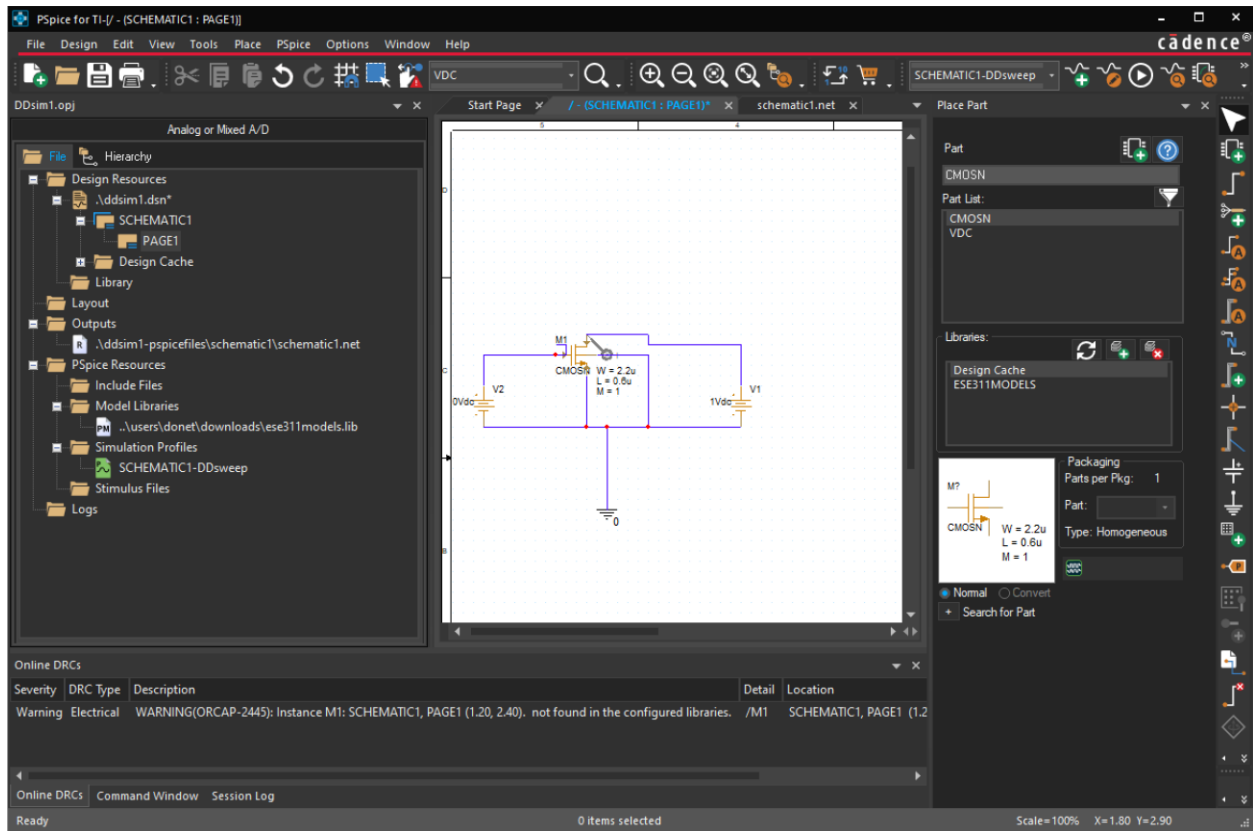 PSpice for TI-[/ - (SCHEMATIC1 : PAGE1)]
File Design Edit View Tools Place PSpice Options Window Help
cādence®
VDC
SCHEMATIC1-DDsweep
DDsim1.opj
Analog or Mixed A/D
File Hierarchy
Design Resources
.\ddsim1.dsn*
SCHEMATIC1
PAGE1
Design Cache
Library
Layout
Outputs
R .\ddsim1-pspicefiles\schematic1\schematic1.net
PSpice Resources
Include Files
Model Libraries
PM ..\users\donet\downloads\ese311models.lib
Simulation Profiles
SCHEMATIC1-DDsweep
Stimulus Files
Logs
Start Page / - (SCHEMATIC1 : PAGE1)* schematic1.net
5 4
D
C
B
M1
CMOSN
W = 2.2u
L = 0.6u
M = 1
V2
0Vdc
V1
1Vdc
0
Place Part
Part
CMOSN
Part List:
CMOSN
VDC
Libraries:
Design Cache
ESE311MODELS
M?
CMOSN
W = 2.2u
L = 0.6u
M = 1
Packaging
Parts per Pkg: 1
Part:
Type: Homogeneous
Normal Convert
+ Search for Part
Online DRCs
Severity DRC Type Description Detail Location
Warning Electrical WARNING(ORCAP-2445): Instance M1: SCHEMATIC1, PAGE1 (1.20, 2.40). not found in the configured libraries. /M1 SCHEMATIC1, PAGE1 (1.2
Online DRCs Command Window Session Log
Ready 0 items selected Scale=100% X=1.80 Y=2.90